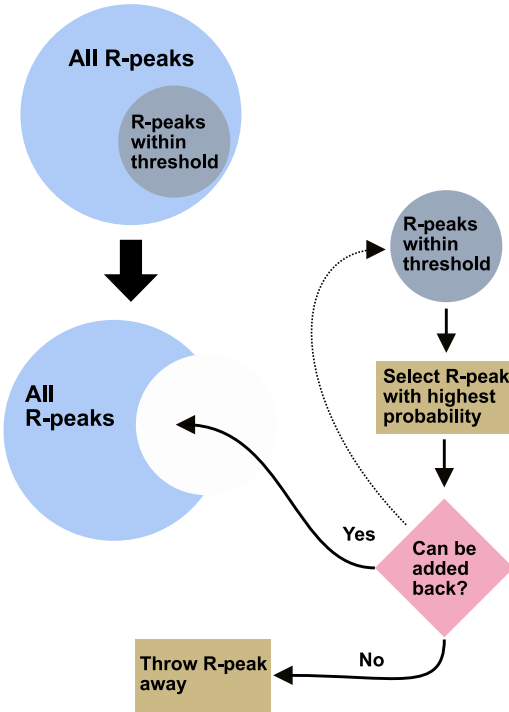 All R-peaks
R-peaks
within
threshold
R-peaks
within
threshold
Select R-peak
with highest
probability
All
R-peaks
Yes
Can be
added
back?
No
Throw R-peak
away